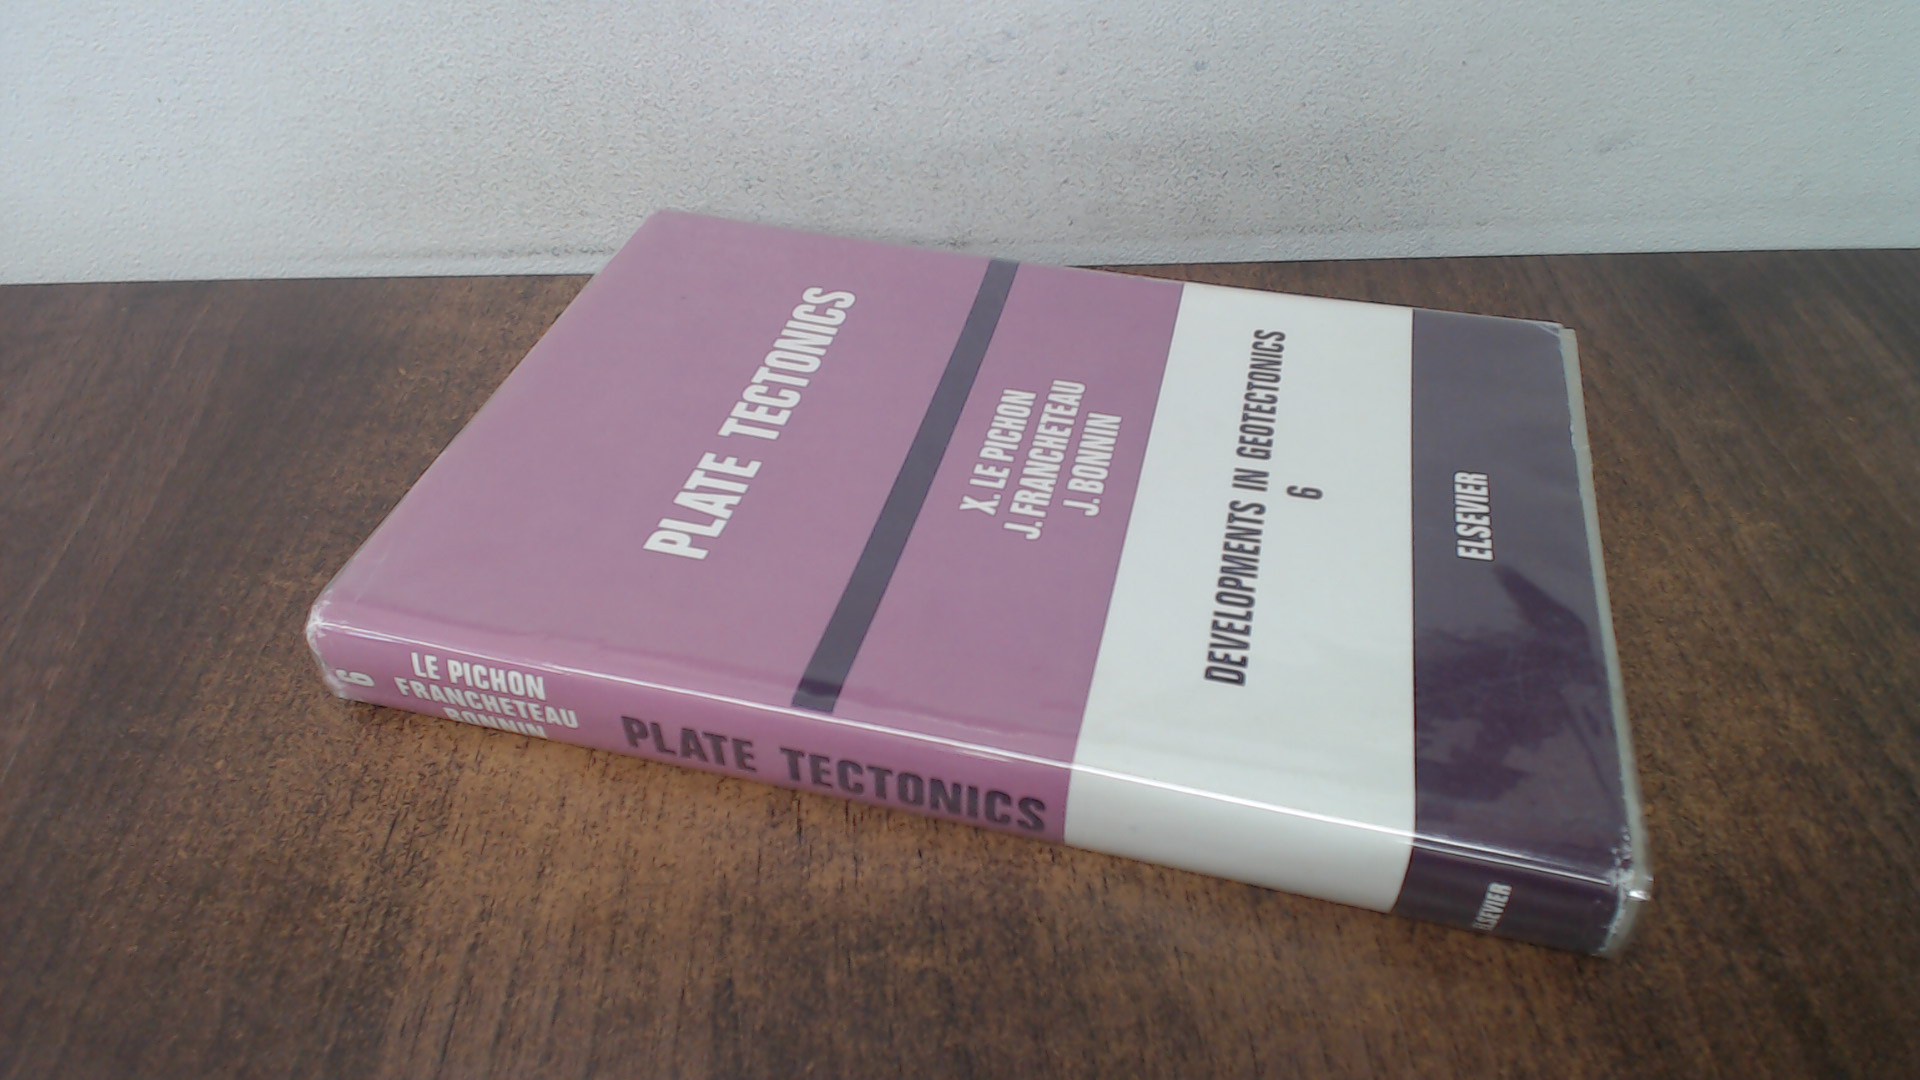 PLATE TECTONICS
X. LE PICHON
J. FRANCHETEAU
J. BONNIN
DEVELOPMENTS IN GEOTECTONICS
6
ELSEVIER
6
LE PICHON
FRANCHETEAU
BONNIN
PLATE TECTONICS
ELSEVIER